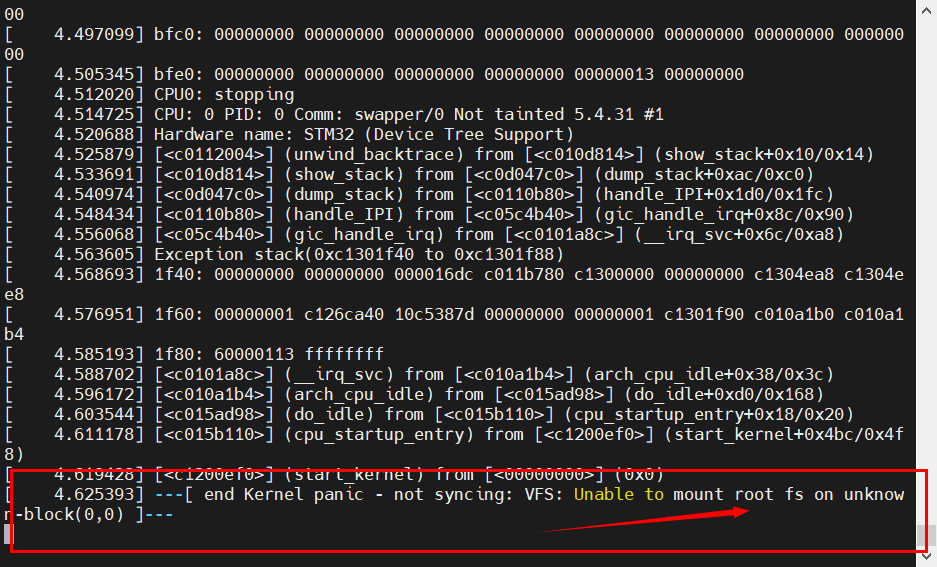 00
[    4.497099] bfc0: 00000000 00000000 00000000 00000000 00000000 00000000 00000000 000000
00
[    4.505345] bfe0: 00000000 00000000 00000000 00000000 00000013 00000000
[    4.512020] CPU0: stopping
[    4.514725] CPU: 0 PID: 0 Comm: swapper/0 Not tainted 5.4.31 #1
[    4.520688] Hardware name: STM32 (Device Tree Support)
[    4.525879] [<c0112004>] (unwind_backtrace) from [<c010d814>] (show_stack+0x10/0x14)
[    4.533691] [<c010d814>] (show_stack) from [<c0d047c0>] (dump_stack+0xac/0xc0)
[    4.540974] [<c0d047c0>] (dump_stack) from [<c0110b80>] (handle_IPI+0x1d0/0x1fc)
[    4.548434] [<c0110b80>] (handle_IPI) from [<c05c4b40>] (gic_handle_irq+0x8c/0x90)
[    4.556068] [<c05c4b40>] (gic_handle_irq) from [<c0101a8c>] (__irq_svc+0x6c/0xa8)
[    4.563605] Exception stack(0xc1301f40 to 0xc1301f88)
[    4.568693] 1f40: 00000000 00000000 000016dc c011b780 c1300000 00000000 c1304ea8 c1304e
e8
[    4.576951] 1f60: 00000001 c126ca40 10c5387d 00000000 00000001 c1301f90 c010a1b0 c010a1
b4
[    4.585193] 1f80: 60000113 ffffffff
[    4.588702] [<c0101a8c>] (__irq_svc) from [<c010a1b4>] (arch_cpu_idle+0x38/0x3c)
[    4.596172] [<c010a1b4>] (arch_cpu_idle) from [<c015ad98>] (do_idle+0xd0/0x168)
[    4.603544] [<c015ad98>] (do_idle) from [<c015b110>] (cpu_startup_entry+0x18/0x20)
[    4.611178] [<c015b110>] (cpu_startup_entry) from [<c1200ef0>] (start_kernel+0x4bc/0x4f
8)
[    4.619428] [<c1200ef0>] (start_kernel) from [<00000000>] (0x0)
[    4.625393] ---[ end Kernel panic - not syncing: VFS: Unable to mount root fs on unknow
n-block(0,0) ]---